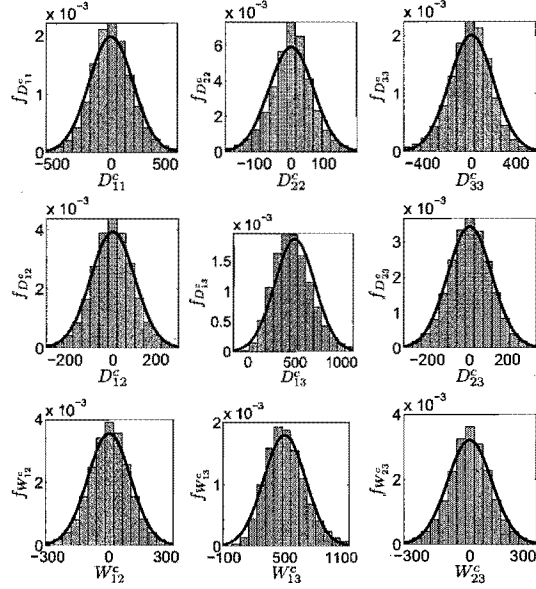 x 10⁻³ x 10⁻³ x 10⁻³
2
1
0
f_{D^c_{11}}
-500 0 500
D^c_{11}
6
4
2
0
f_{D^c_{22}}
-100 0 100
D^c_{22}
2
1
0
f_{D^c_{33}}
-400 0 400
D^c_{33}
x 10⁻³ x 10⁻³ x 10⁻³
4
2
0
f_{D^c_{12}}
-200 0 200
D^c_{12}
1.5
1
0.5
0
f_{D^c_{13}}
0 500 1000
D^c_{13}
3
2
1
0
f_{D^c_{23}}
-200 0 200
D^c_{23}
x 10⁻³ x 10⁻³ x 10⁻³
4
2
0
f_{W^c_{12}}
-300 0 300
W^c_{12}
2
1
0
f_{W^c_{13}}
-100 500 1100
W^c_{13}
4
2
0
f_{W^c_{23}}
-300 0 300
W^c_{23}